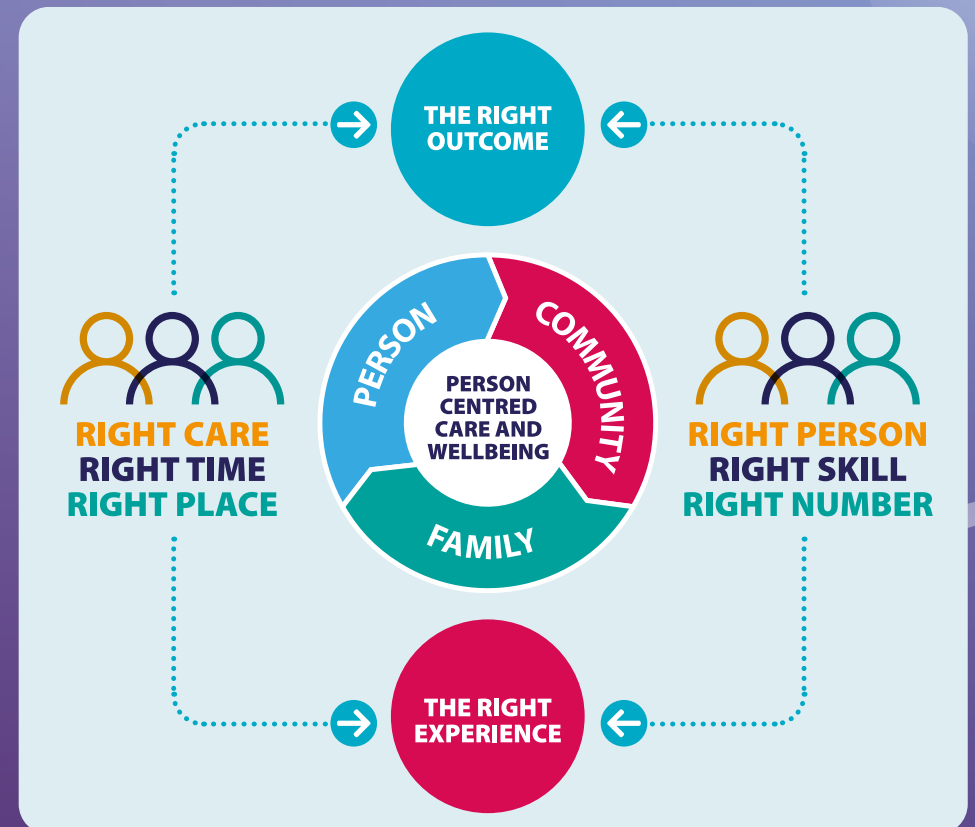 THE RIGHT
OUTCOME
PERSON
COMMUNITY
FAMILY
PERSON
CENTRED
CARE AND
WELLBEING
RIGHT CARE
RIGHT TIME
RIGHT PLACE
RIGHT PERSON
RIGHT SKILL
RIGHT NUMBER
THE RIGHT
EXPERIENCE